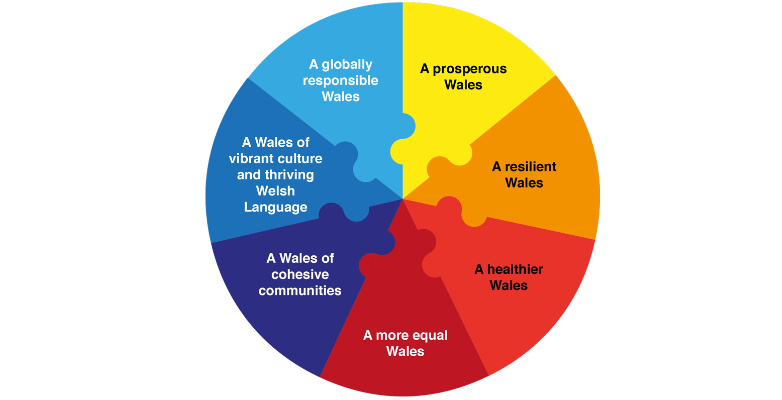 A prosperous
Wales
A resilient
Wales
A healthier
Wales
A more equal
Wales
A Wales of
cohesive
communities
A Wales of
vibrant culture
and thriving
Welsh
Language
A globally
responsible
Wales